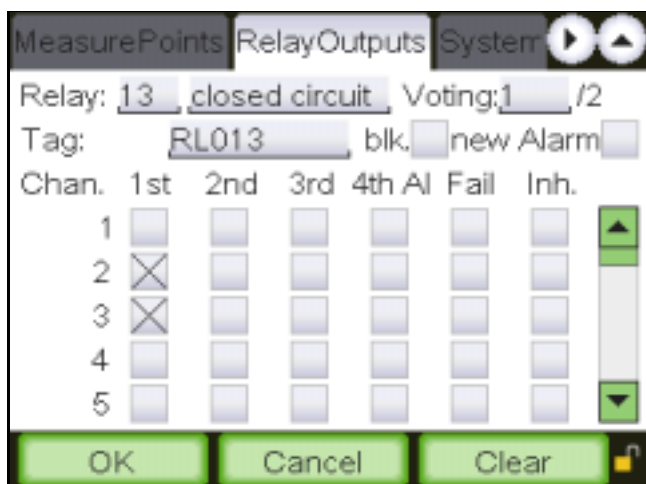 MeasurePoints RelayOutputs System
Relay: 13 closed circuit Voting:1 /2
Tag: RL013 blk. new Alarm
Chan. 1st 2nd 3rd 4th Al Fail Inh.
1
2
3
4
5
OK Cancel Clear